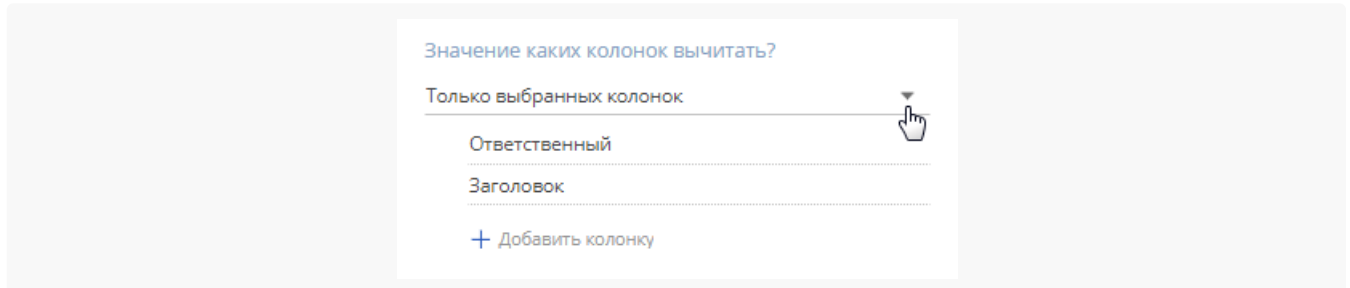 Значение каких колонок вычитать?
Только выбранных колонок
Ответственный
Заголовок
+ Добавить колонку